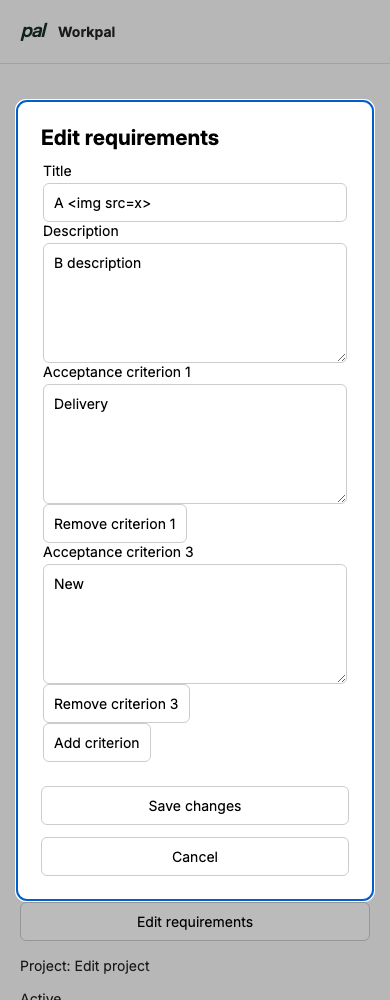 pal Workpal
Edit requirements
Title
A <img src=x>
Description
B description
Acceptance criterion 1
Delivery
Remove criterion 1
Acceptance criterion 3
New
Remove criterion 3
Add criterion
Save changes
Cancel
Edit requirements
Project: Edit project
Active